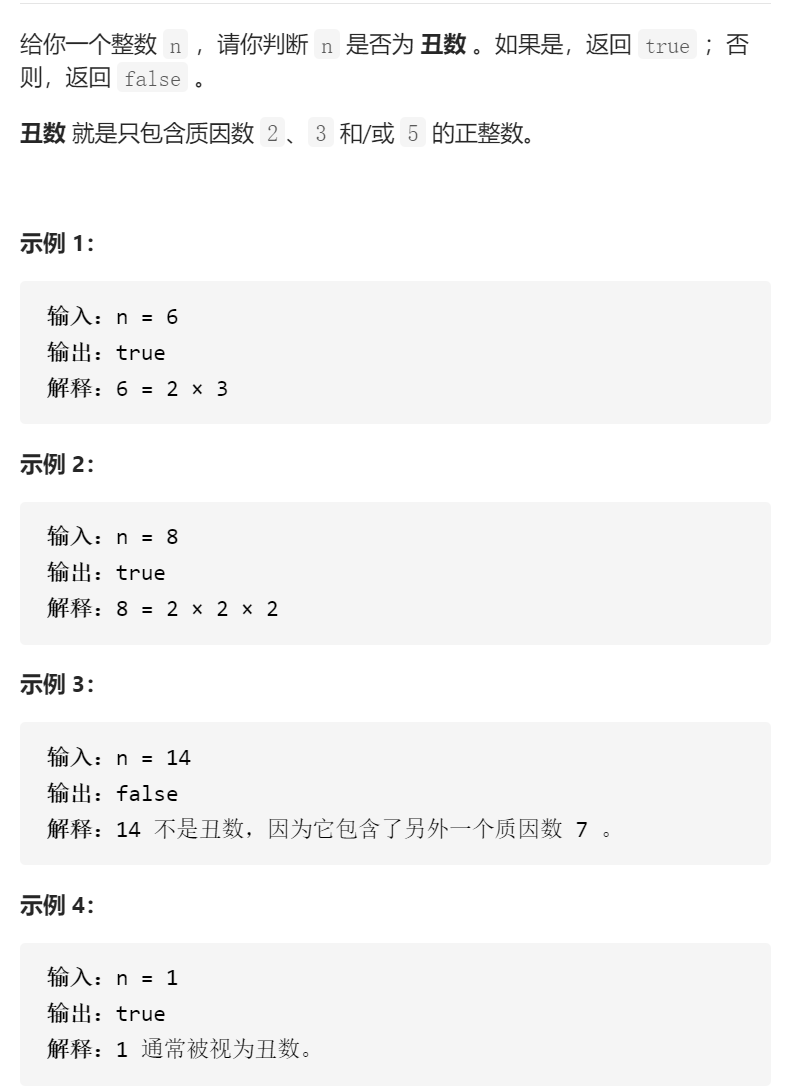 给你一个整数 n ，请你判断 n 是否为 丑数 。如果是，返回 true ；否
则，返回 false 。
丑数 就是只包含质因数 2、3 和/或 5 的正整数。
示例 1：
输入：n = 6
输出：true
解释：6 = 2 × 3
示例 2：
输入：n = 8
输出：true
解释：8 = 2 × 2 × 2
示例 3：
输入：n = 14
输出：false
解释：14 不是丑数，因为它包含了另外一个质因数 7 。
示例 4：
输入：n = 1
输出：true
解释：1 通常被视为丑数。